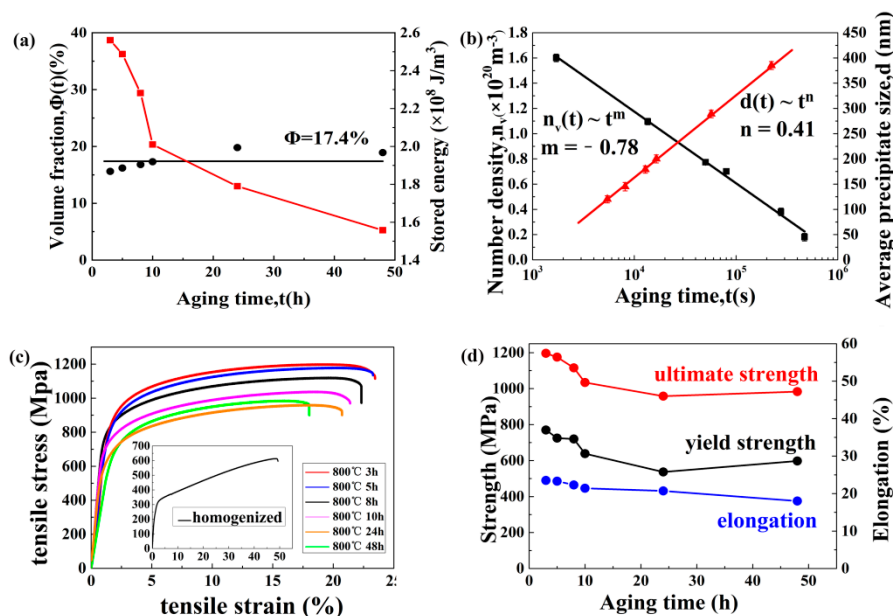 (a)
Volume fraction,Φ(t)(%)
40
30
20
10
0
Φ=17.4%
2.6
2.4
2.2
2.0
1.8
1.6
1.4
Stored energy (×10⁸ J/m³)
0 10 20 30 40 50
Aging time,t(h)
(b)
Number density,nᵥ(×10²⁰ m⁻³)
1.8
1.6
1.4
1.2
1.0
0.8
0.6
0.4
0.2
0.0
nᵥ(t) ~ tᵐ
m = − 0.78
d(t) ~ tⁿ
n = 0.41
450
400
350
300
250
200
150
100
50
0
Average precipitate size,d (nm)
10³ 10⁴ 10⁵ 10⁶
Aging time,t(s)
(c)
tensile stress (Mpa)
1200
1000
800
600
400
200
0
700
600
500
400
300
200
100
0
homogenized
0 10 20 30 40 50
800℃ 3h
800℃ 5h
800℃ 8h
800℃ 10h
800℃ 24h
800℃ 48h
0 5 10 15 20 25
tensile strain (%)
(d)
Strength (MPa)
1200
1000
800
600
400
200
0
ultimate strength
yield strength
elongation
60
50
40
30
20
10
0
Elongation (%)
0 10 20 30 40 50
Aging time (h)